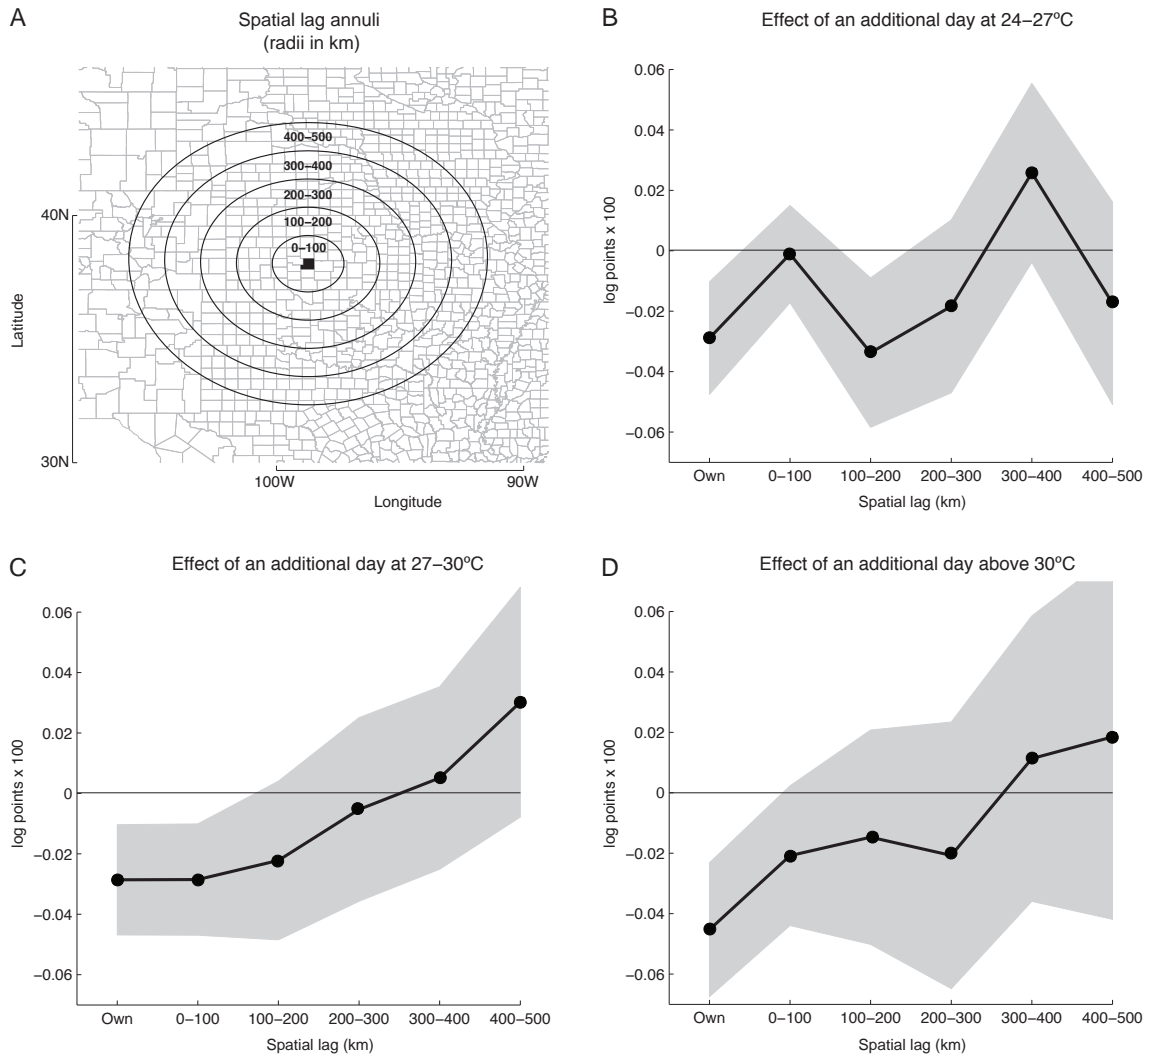 A
Spatial lag annuli
(radii in km)
400–500
300–400
200–300
100–200
0–100
40N
30N
Latitude
100W
90W
Longitude
B
Effect of an additional day at 24–27ºC
0.06
0.04
0.02
0
–0.02
–0.04
–0.06
log points x 100
Own
0–100
100–200
200–300
300–400
400–500
Spatial lag (km)
C
Effect of an additional day at 27–30ºC
0.06
0.04
0.02
0
–0.02
–0.04
–0.06
log points x 100
Own
0–100
100–200
200–300
300–400
400–500
Spatial lag (km)
D
Effect of an additional day above 30ºC
0.06
0.04
0.02
0
–0.02
–0.04
–0.06
log points x 100
Own
0–100
100–200
200–300
300–400
400–500
Spatial lag (km)